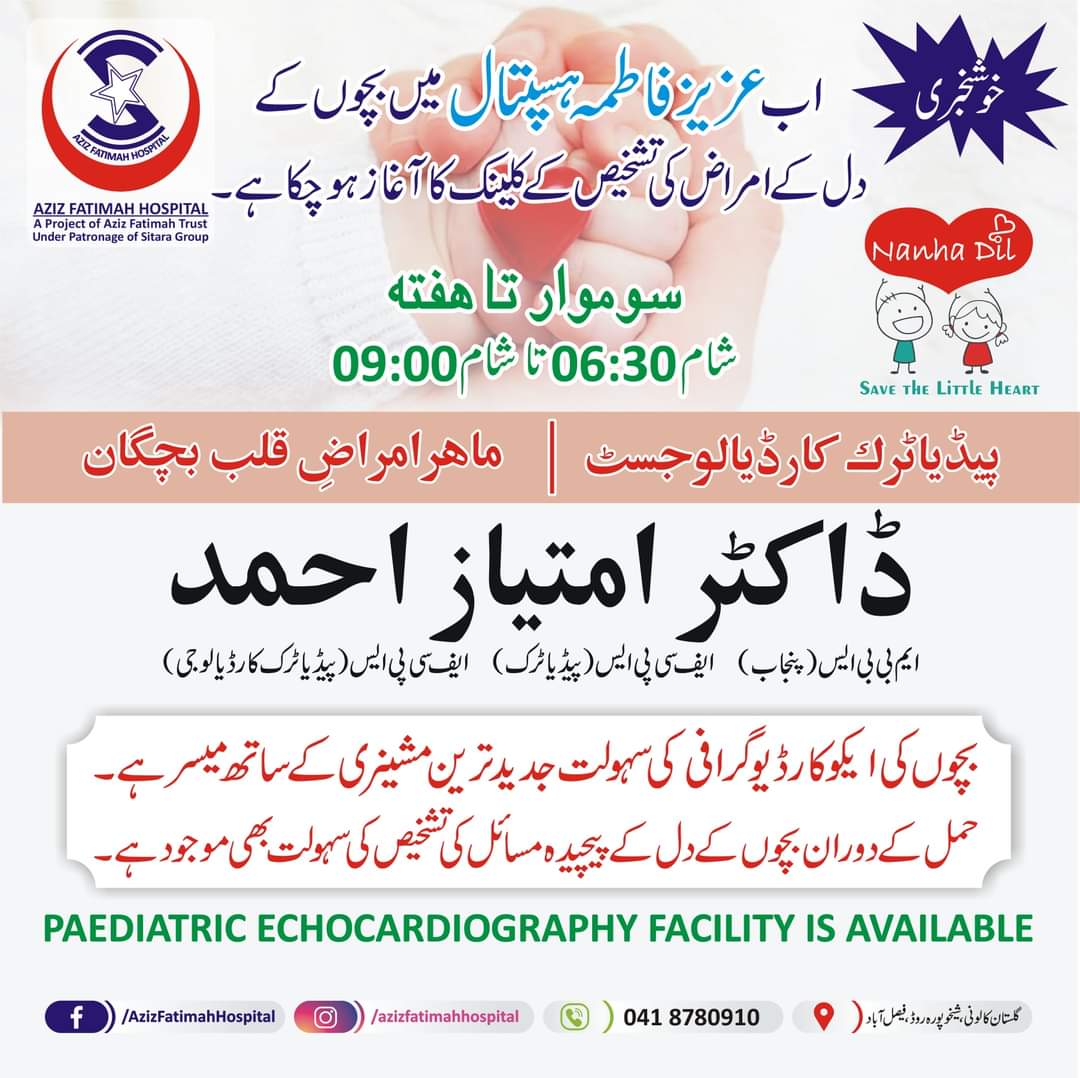 خوشخبری
اب عزیز فاطمہ ہسپتال میں بچوں کے
دل کے امراض کی تشخیص کے کلینک کا آغاز ہو چکا ہے۔
AZIZ FATIMAH HOSPITAL
AZIZ FATIMAH HOSPITAL
A Project of Aziz Fatimah Trust
Under Patronage of Sitara Group
Nanha Dil
SAVE THE LITTLE HEART
سوموار تا هفته
شام 06:30 تا شام 09:00
پیڈیاٹرک کارڈیالوجسٹ | ماهر امراضِ قلب بچگان
ڈاکٹر امتیاز احمد
ایم بی بی ایس (پنجاب) ایف سی پی ایس (پیڈیاٹرک) ایف سی پی ایس (پیڈیاٹرک کارڈیالوجی)
بچوں کی ایکو کارڈیوگرافی کی سہولت جدید ترین مشینری کے ساتھ میسر ہے۔
حمل کے دوران بچوں کے دل کے پیچیدہ مسائل کی تشخیص کی سہولت بھی موجود ہے۔
PAEDIATRIC ECHOCARDIOGRAPHY FACILITY IS AVAILABLE
/AzizFatimahHospital
/azizfatimahhospital
041 8780910
گلستان کالونی، شیخوپورہ روڈ، فیصل آباد